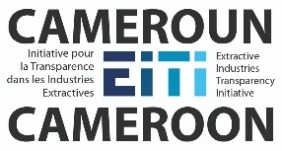 CAMEROUN
Initiative pour
la Transparence
dans les Industries
Extractives
EITI
Extractive
Industries
Transparency
Initiative
CAMEROON